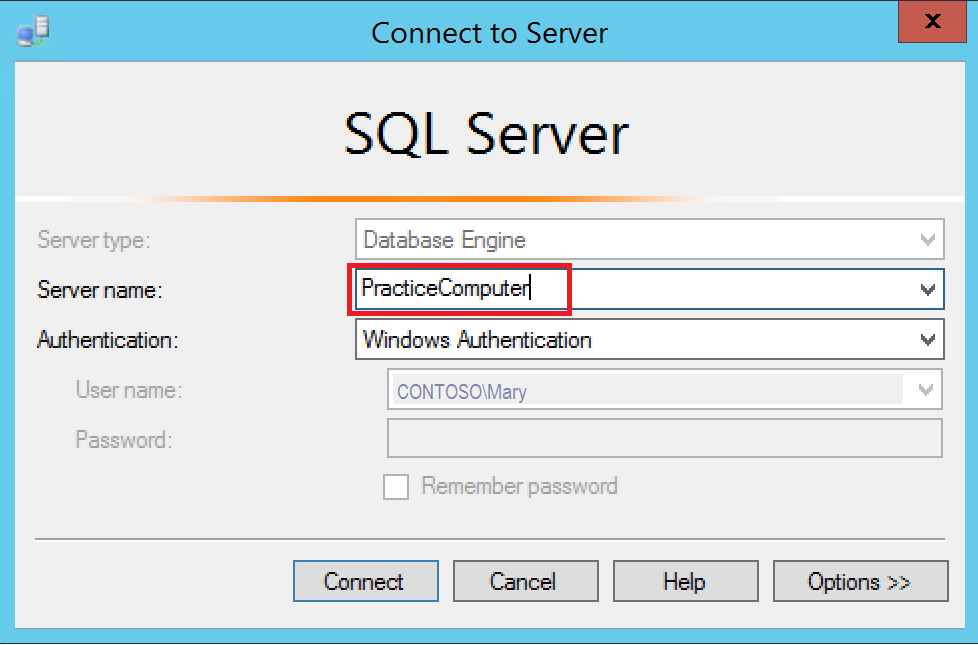 Connect to Server
x
SQL Server
Server type:
Database Engine
Server name:
PracticeComputer
Authentication:
Windows Authentication
User name:
CONTOSO\Mary
Password:
Remember password
Connect
Cancel
Help
Options >>